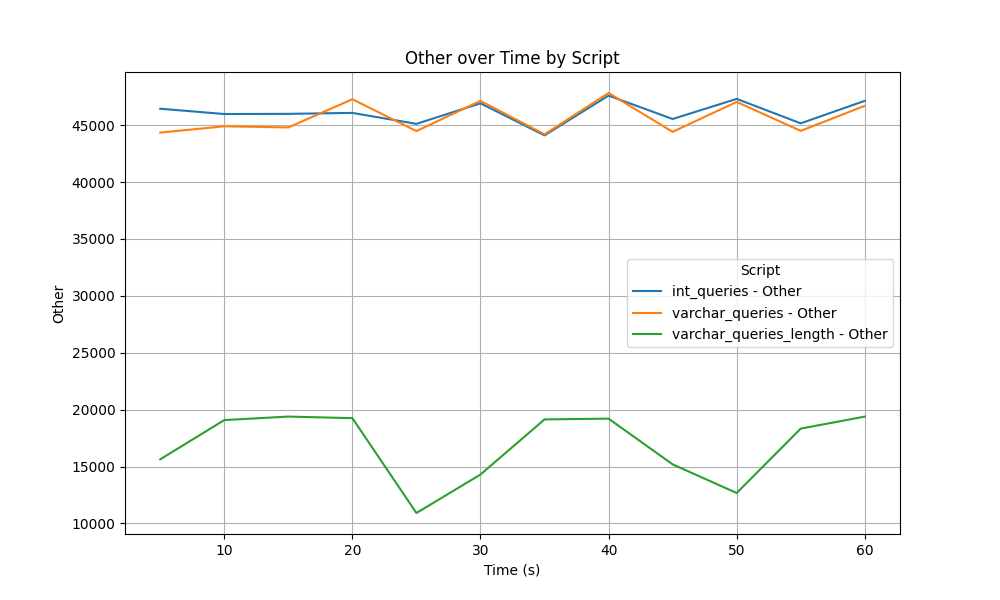 Other over Time by Script
Other
45000
40000
35000
30000
25000
20000
15000
10000
Script
int_queries - Other
varchar_queries - Other
varchar_queries_length - Other
10 20 30 40 50 60
Time (s)